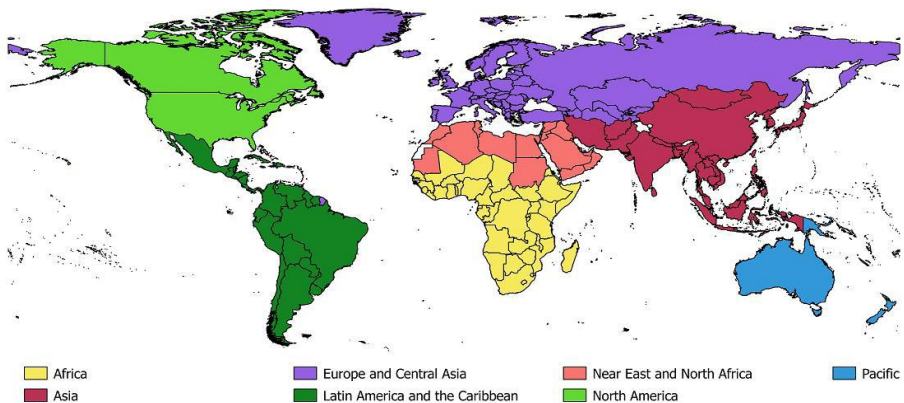 Africa
Europe and Central Asia
Near East and North Africa
Pacific
Asia
Latin America and the Caribbean
North America